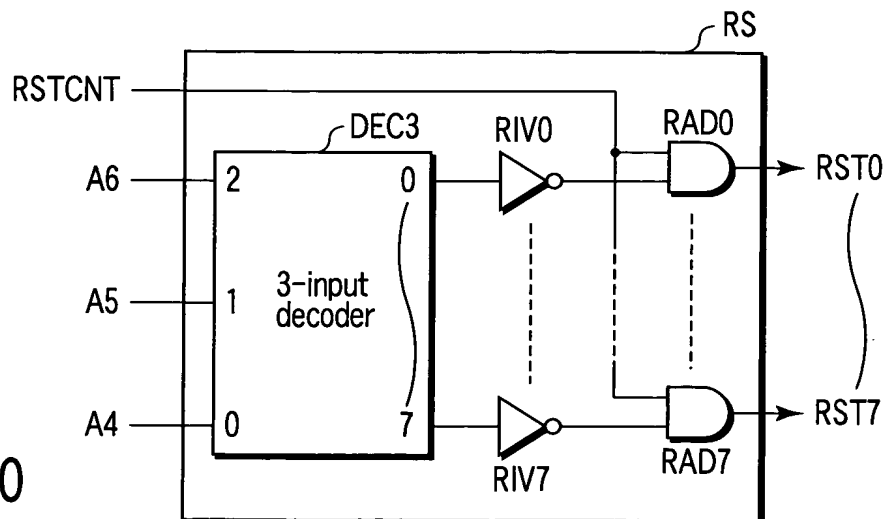 RS
RSTCNT
DEC3
RIV0
RAD0
A6
2
0
RST0
A5
1
3-input
decoder
A4
0
7
RIV7
RAD7
RST7
0